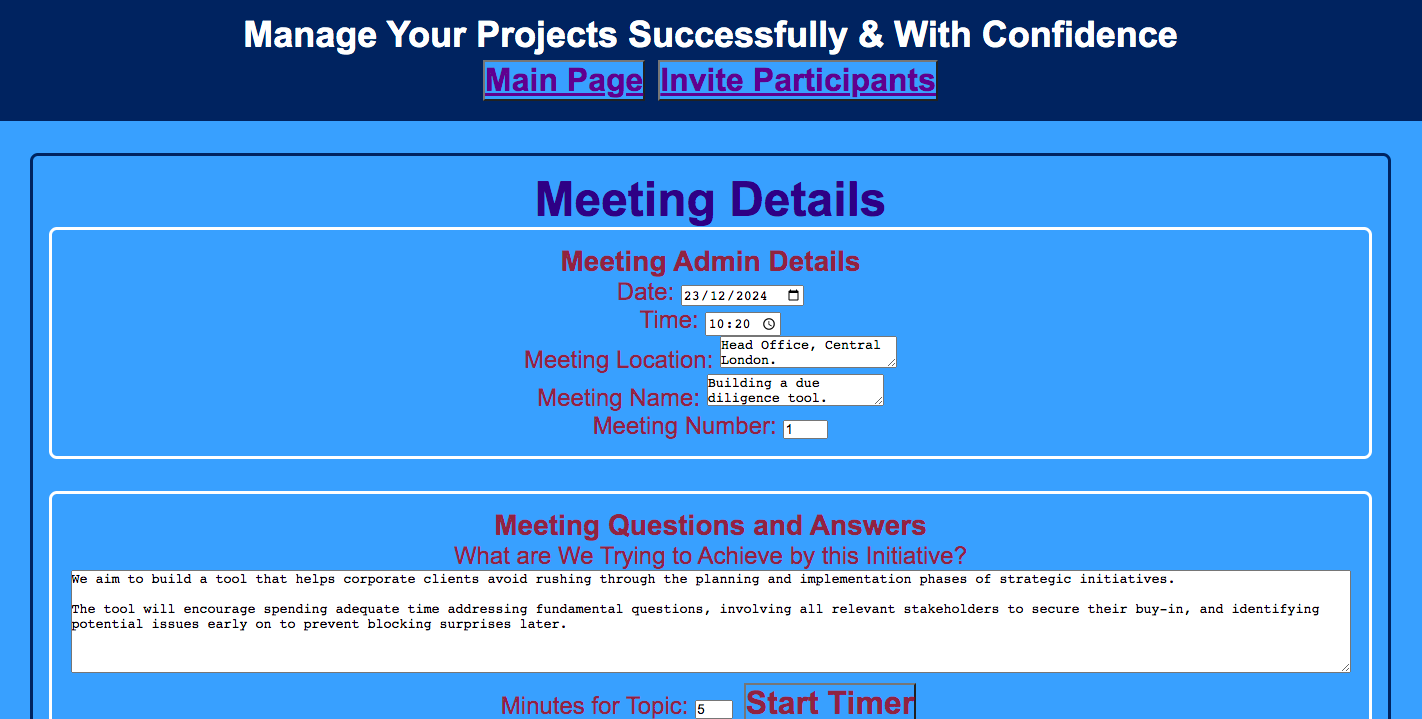 Manage Your Projects Successfully & With Confidence
Main Page Invite Participants
Meeting Details
Meeting Admin Details
Date: 23/12/2024
Time: 10:20
Meeting Location: Head Office, Central
London.
Meeting Name: Building a due
diligence tool.
Meeting Number: 1
Meeting Questions and Answers
What are We Trying to Achieve by this Initiative?
We aim to build a tool that helps corporate clients avoid rushing through the planning and implementation phases of strategic initiatives.
The tool will encourage spending adequate time addressing fundamental questions, involving all relevant stakeholders to secure their buy-in, and identifying
potential issues early on to prevent blocking surprises later.
Minutes for Topic: 5 Start Timer